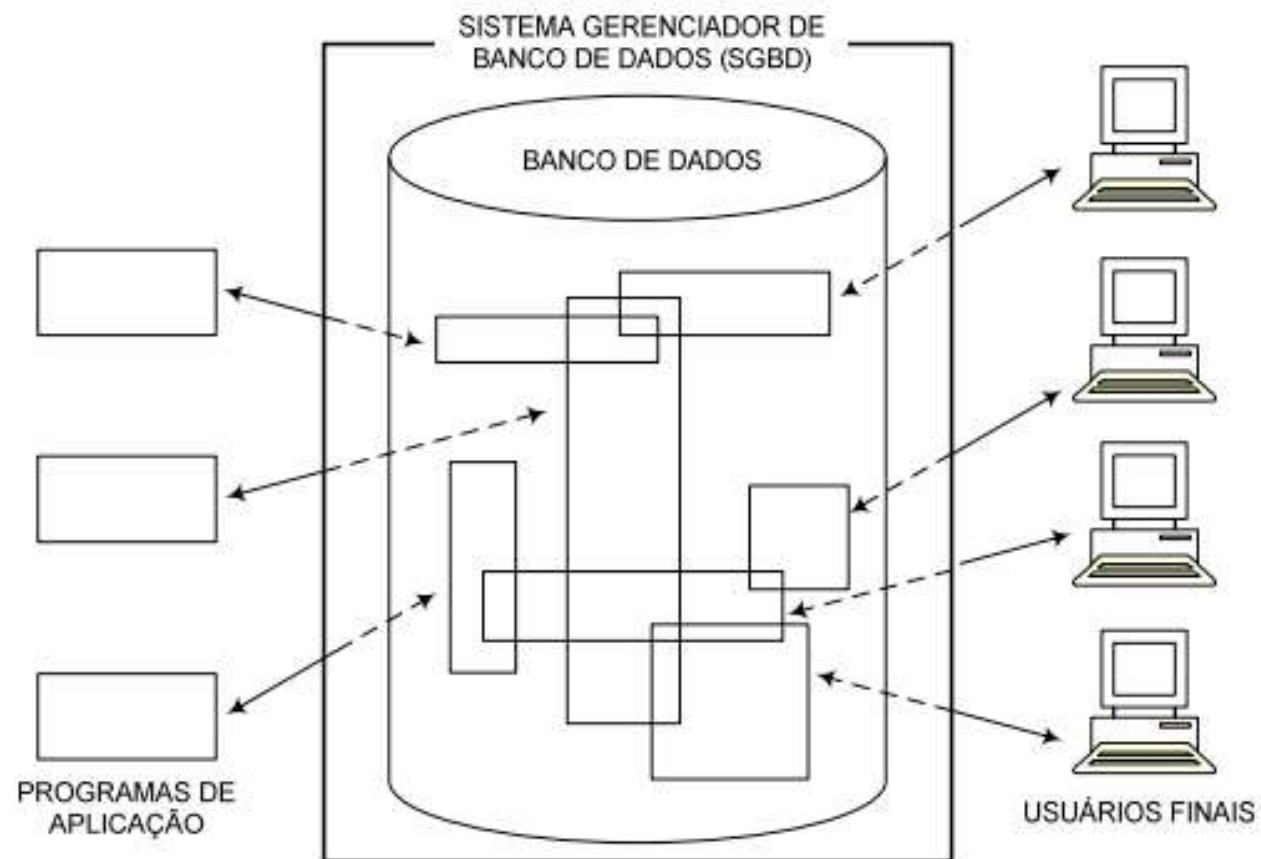 SISTEMA GERENCIADOR DE
BANCO DE DADOS (SGBD)
BANCO DE DADOS
PROGRAMAS DE
APLICAÇÃO
USUÁRIOS FINAIS